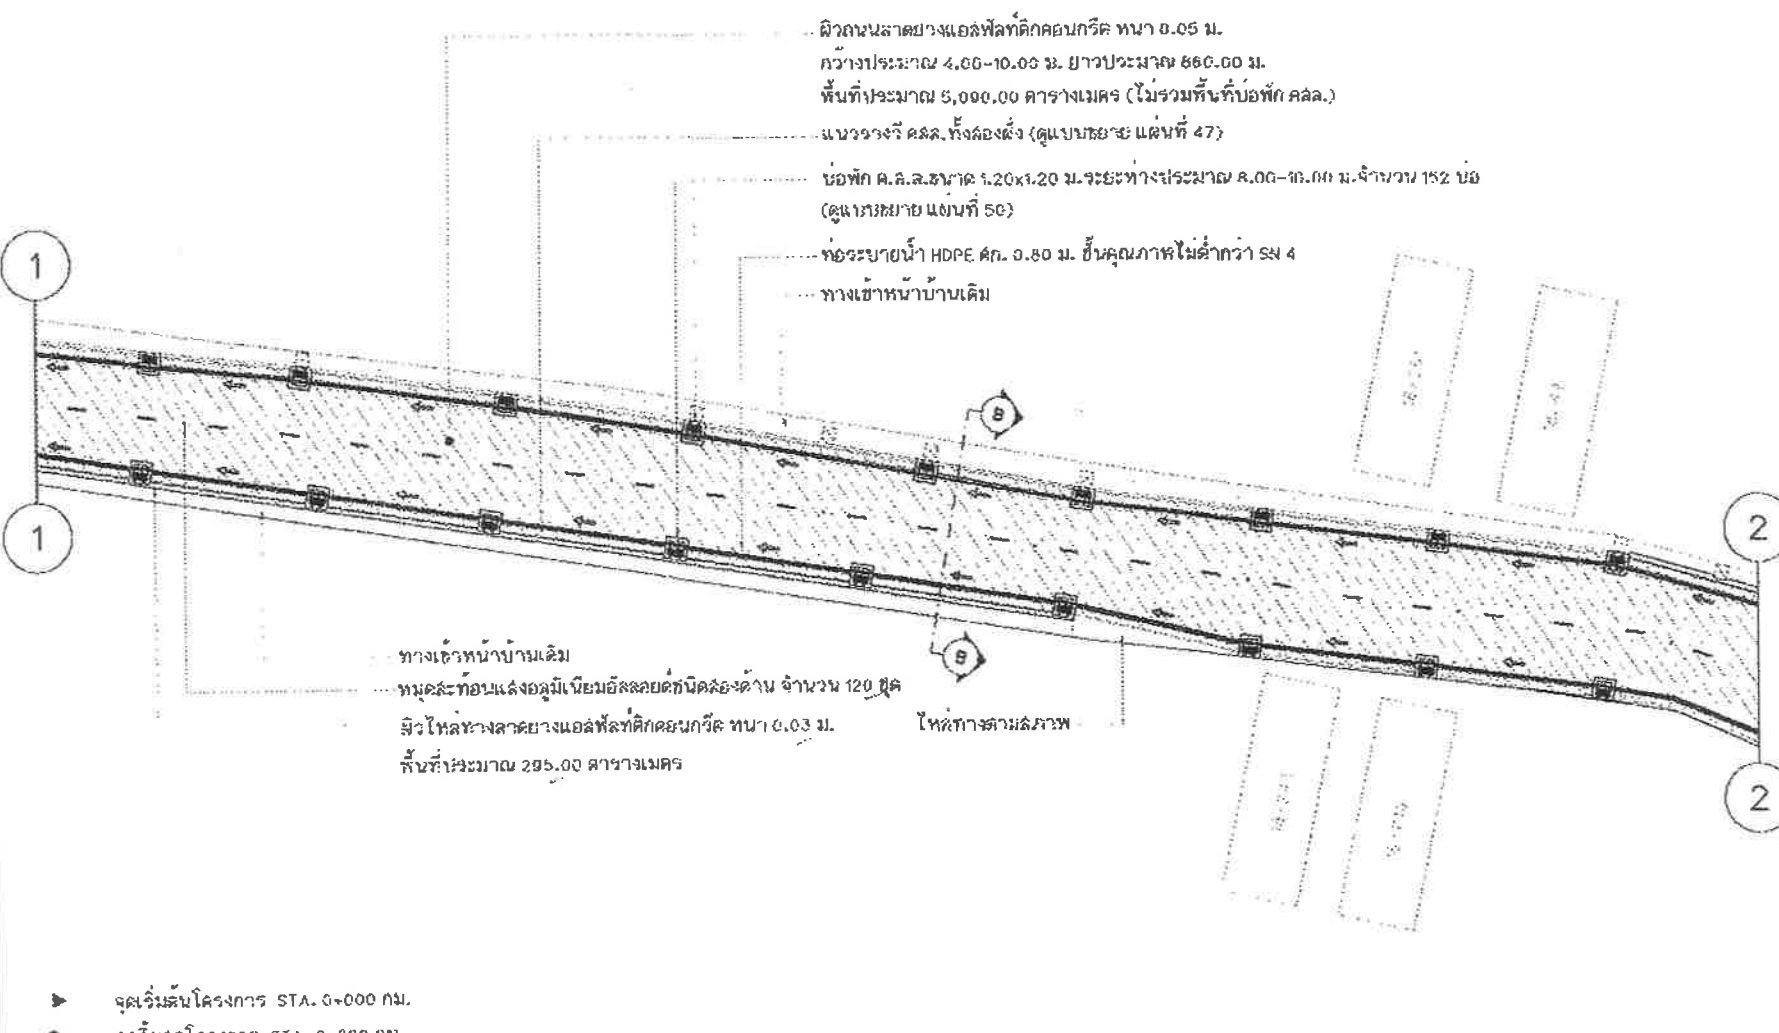 ผิวถนนลาดยางแอสฟัลท์ติกคอนกรีต หนา 0.05 ม.
กว้างประมาณ 4.00-10.00 ม. ยาวประมาณ 860.00 ม.
พื้นที่ประมาณ 5,090.00 ตารางเมตร (ไม่รวมพื้นที่บ่อพัก คสล.)
แนวรางวี คสล.ทั้งสองฝั่ง (ดูแบบขยาย แผ่นที่ 47)
บ่อพัก ค.ส.ล.ขนาด 1.20x1.20 ม.ระยะห่างประมาณ 8.00-10.00 ม.จำนวน 152 บ่อ
(ดูแบบขยาย แผ่นที่ 50)
ท่อระบายน้ำ HDPE ศก. 0.80 ม. ชั้นคุณภาพไม่ต่ำกว่า SN 4
ทางเข้าหน้าบ้านเดิม
1
1
B
B
2
2
ทางเข้าหน้าบ้านเดิม
หมุดสะท้อนแสงอลูมิเนียมอัลลอยด์ชนิดสองด้าน จำนวน 120 ชุด
ผิวไหล่ทางลาดยางแอสฟัลท์ติกคอนกรีต หนา 0.03 ม.
พื้นที่ประมาณ 295.00 ตารางเมตร
ไหล่ทางตามสภาพ
จุดเริ่มต้นโครงการ STA. 0+000 กม.